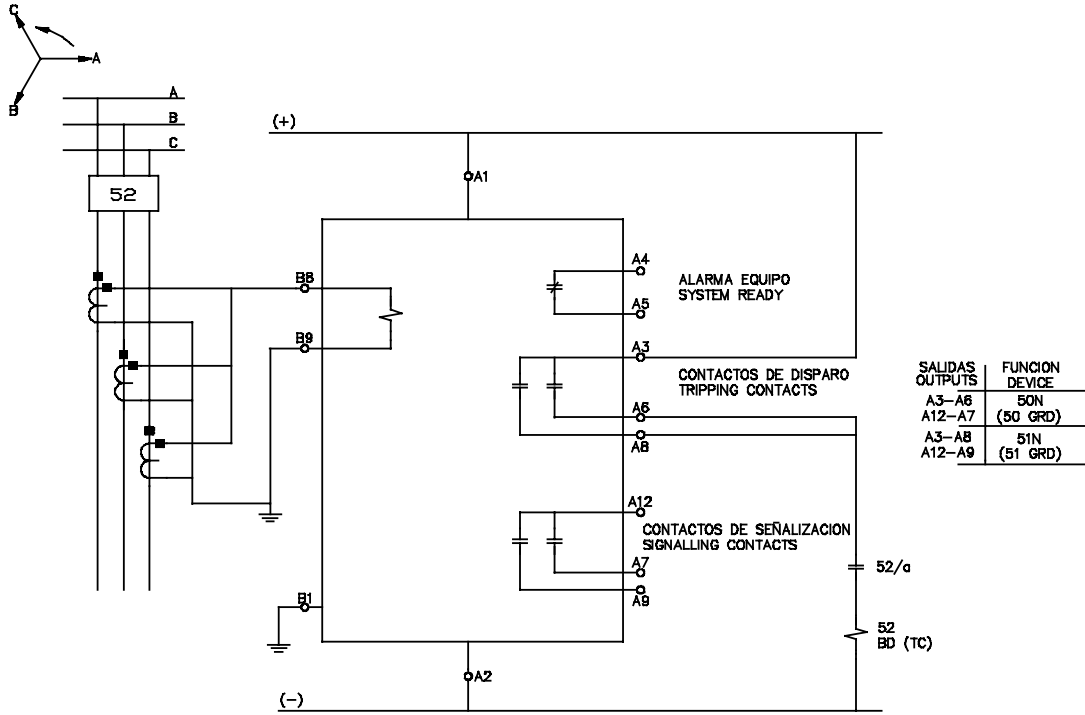 C
A
B
A
B
C
52
(+)
A1
B8
B9
A4
ALARMA EQUIPO
SYSTEM READY
A5
A3
CONTACTOS DE DISPARO
TRIPPING CONTACTS
A6
A8
A12
CONTACTOS DE SEÑALIZACION
SIGNALLING CONTACTS
A7
A9
B1
A2
(-)
52/a
52
BD (TC)
SALIDAS FUNCION
OUTPUTS DEVICE
A3-A6 50N
A12-A7 (50 GRD)
A3-A8 51N
A12-A9 (51 GRD)